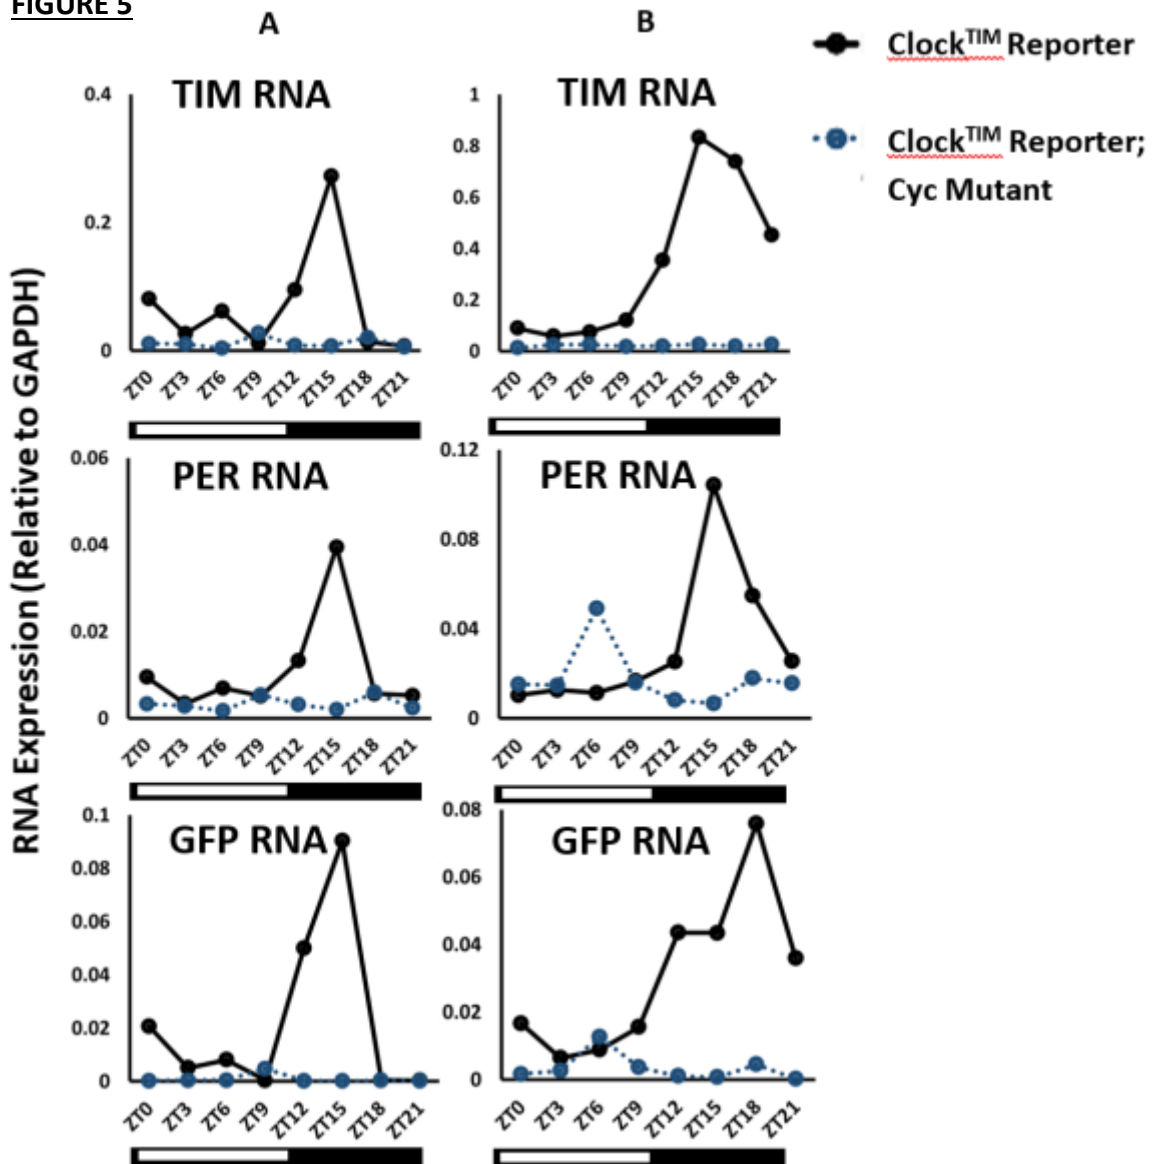 FIGURE 5
A
B
Clock^TIM Reporter
Clock^TIM Reporter;
Cyc Mutant
RNA Expression (Relative to GAPDH)
TIM RNA
0.4
0.2
0
ZT0 ZT3 ZT6 ZT9 ZT12 ZT15 ZT18 ZT21
TIM RNA
1
0.8
0.6
0.4
0.2
0
ZT0 ZT3 ZT6 ZT9 ZT12 ZT15 ZT18 ZT21
PER RNA
0.06
0.04
0.02
0
ZT0 ZT3 ZT6 ZT9 ZT12 ZT15 ZT18 ZT21
PER RNA
0.12
0.08
0.04
0
ZT0 ZT3 ZT6 ZT9 ZT12 ZT15 ZT18 ZT21
GFP RNA
0.1
0.08
0.06
0.04
0.02
0
ZT0 ZT3 ZT6 ZT9 ZT12 ZT15 ZT18 ZT21
GFP RNA
0.08
0.06
0.04
0.02
0
ZT0 ZT3 ZT6 ZT9 ZT12 ZT15 ZT18 ZT21